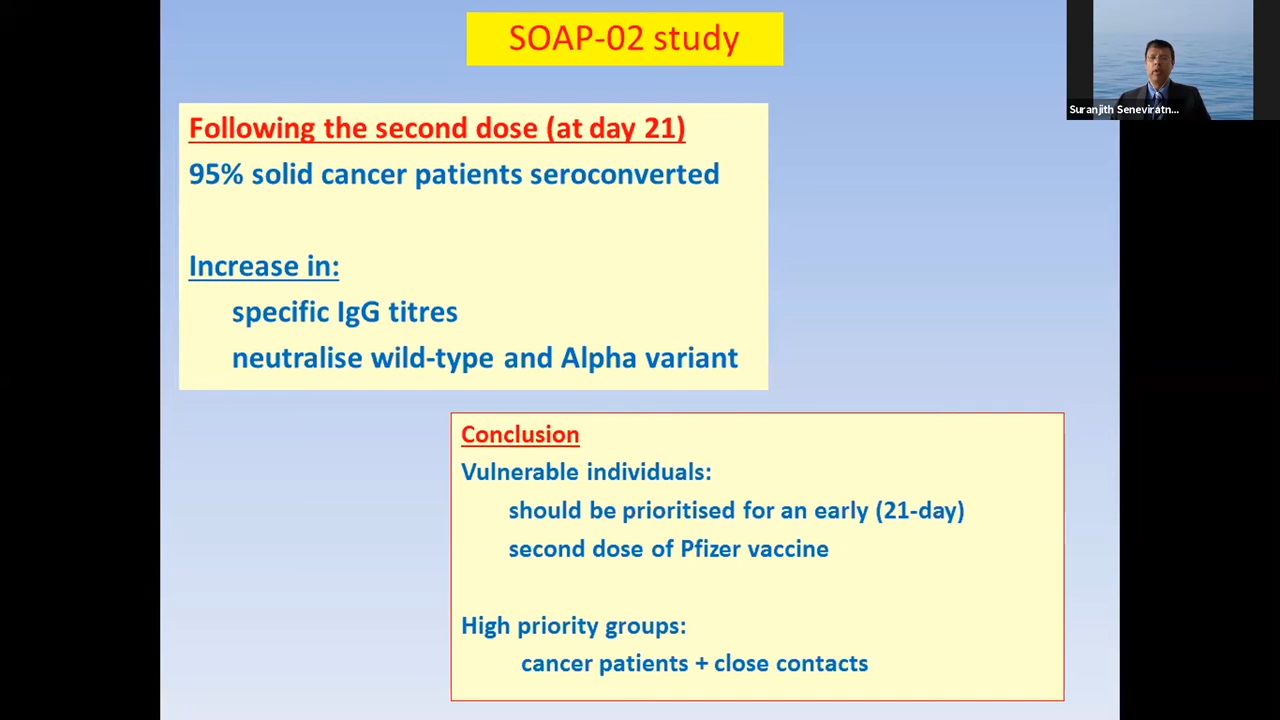 SOAP-02 study
Suranjith Seneviratn...
Following the second dose (at day 21)
95% solid cancer patients seroconverted
Increase in:
specific IgG titres
neutralise wild-type and Alpha variant
Conclusion
Vulnerable individuals:
should be prioritised for an early (21-day)
second dose of Pfizer vaccine
High priority groups:
cancer patients + close contacts